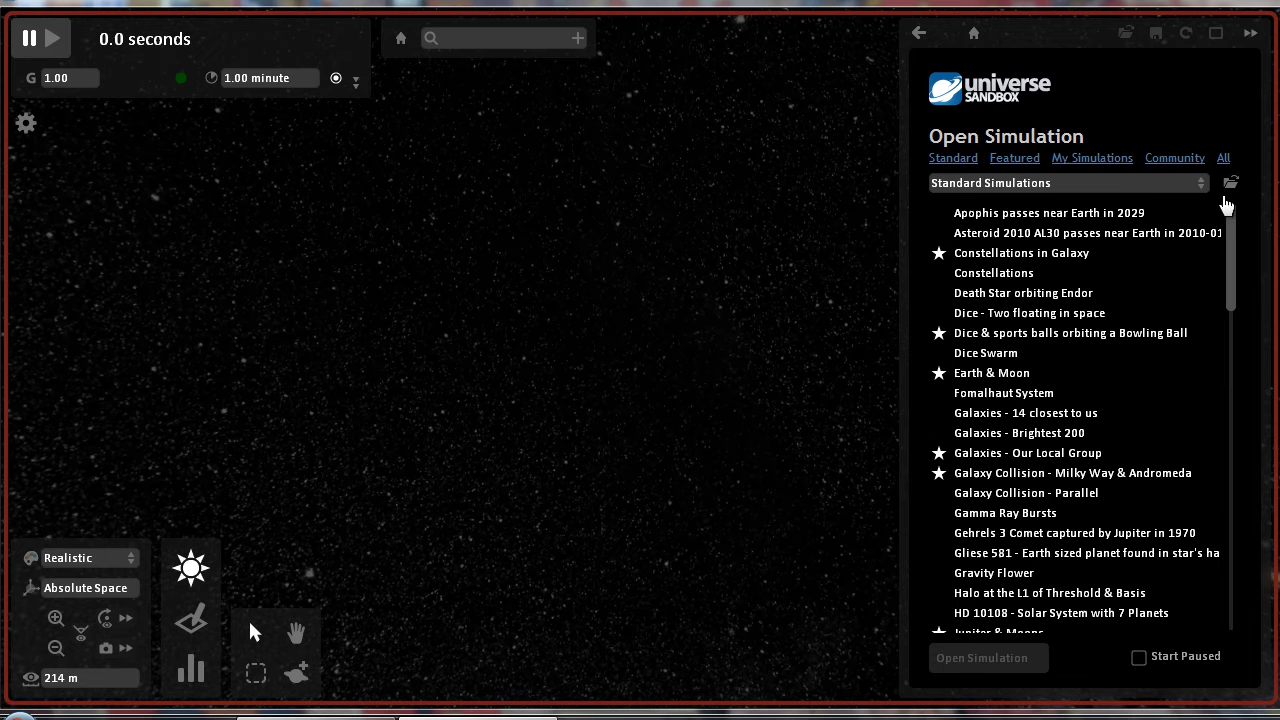 0.0 seconds
G 1.00
1.00 minute
universe
SANDBOX
Open Simulation
Standard Featured My Simulations Community All
Standard Simulations
Apophis passes near Earth in 2029
Asteroid 2010 AL30 passes near Earth in 2010-01
Constellations in Galaxy
Constellations
Death Star orbiting Endor
Dice - Two floating in space
Dice & sports balls orbiting a Bowling Ball
Dice Swarm
Earth & Moon
Fomalhaut System
Galaxies - 14 closest to us
Galaxies - Brightest 200
Galaxies - Our Local Group
Galaxy Collision - Milky Way & Andromeda
Galaxy Collision - Parallel
Gamma Ray Bursts
Gehrels 3 Comet captured by Jupiter in 1970
Gliese 581 - Earth sized planet found in star's ha
Gravity Flower
Halo at the L1 of Threshold & Basis
HD 10108 - Solar System with 7 Planets
Jupiter & Moons
Open Simulation
Start Paused
Realistic
Absolute Space
214 m